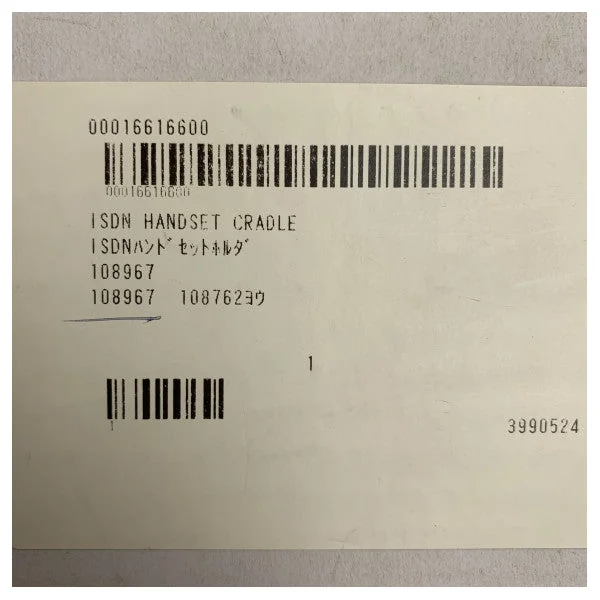 00016616600
00016616600
ISDN HANDSET CRADLE
ISDNﾊﾝﾄﾞｾｯﾄﾎﾙﾀﾞ
108967
108967 108762ﾖｳ
1
1
3990524